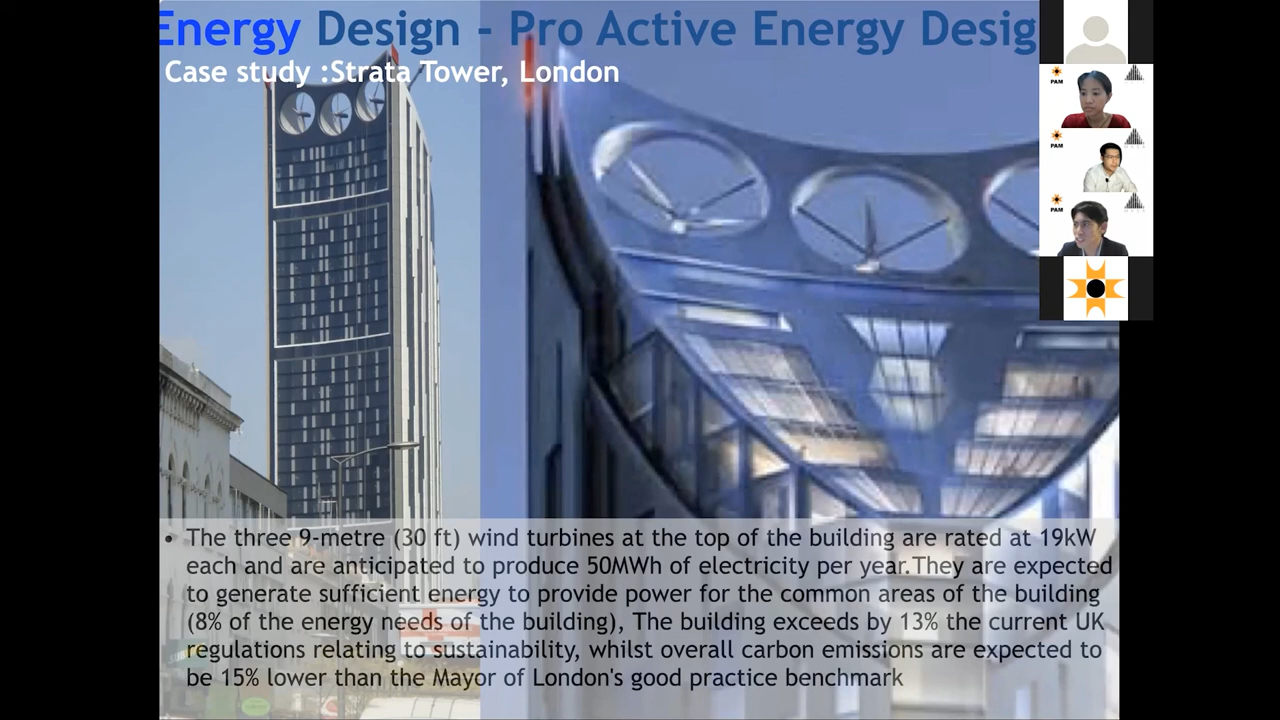 Energy Design - Pro Active Energy Desig
Case study :Strata Tower, London
PAM
PAM
PAM
• The three 9-metre (30 ft) wind turbines at the top of the building are rated at 19kW
each and are anticipated to produce 50MWh of electricity per year.They are expected
to generate sufficient energy to provide power for the common areas of the building
(8% of the energy needs of the building), The building exceeds by 13% the current UK
regulations relating to sustainability, whilst overall carbon emissions are expected to
be 15% lower than the Mayor of London's good practice benchmark